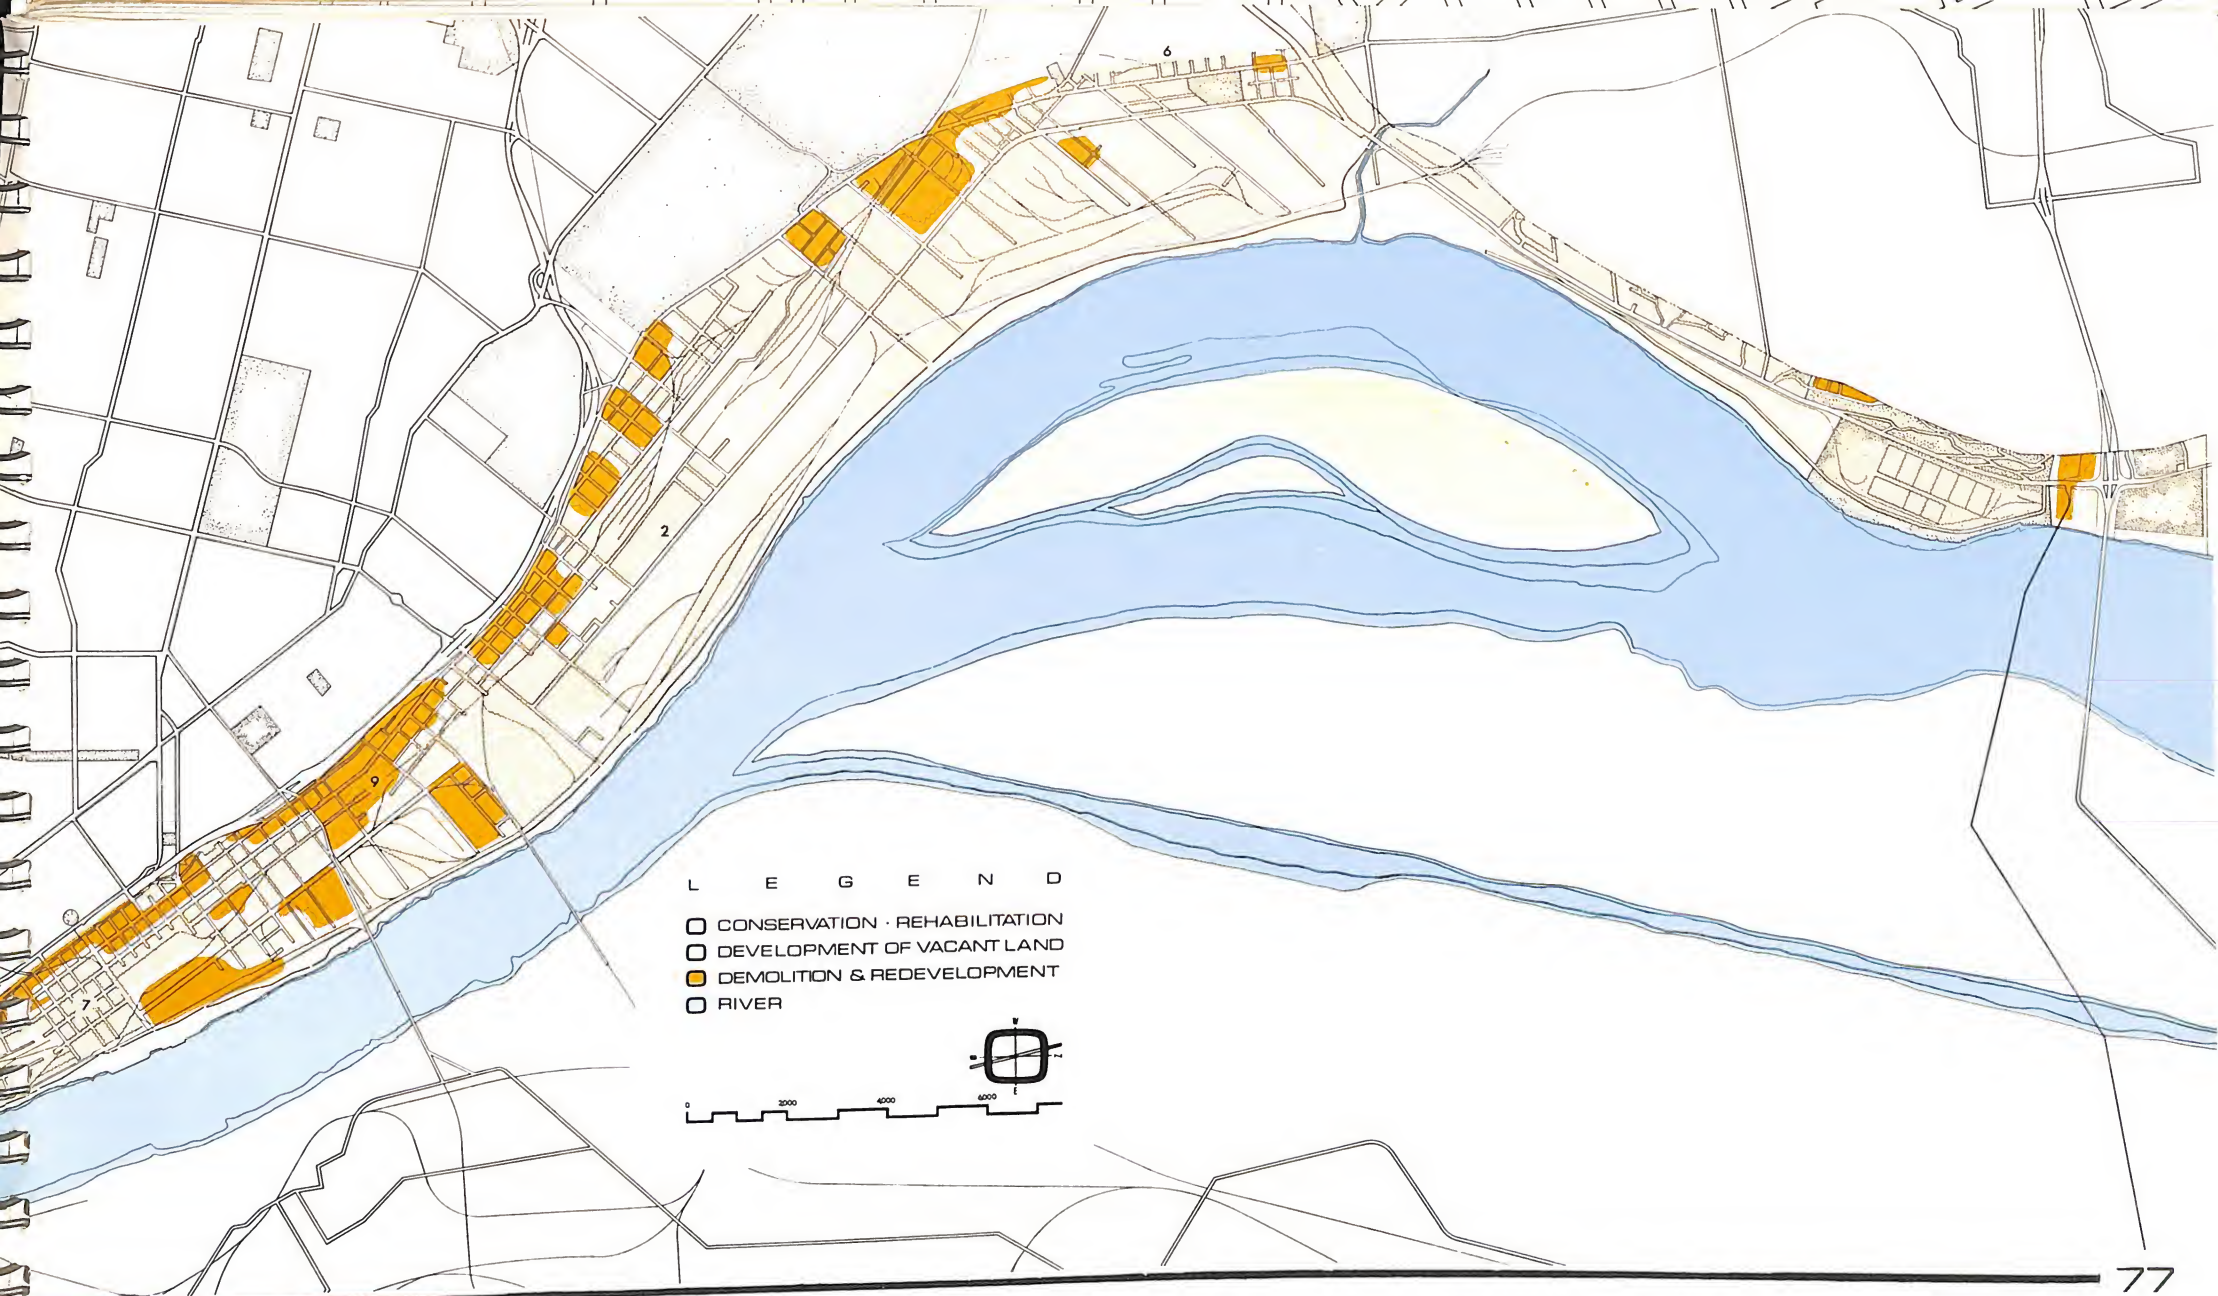 6
2
9
7
L E G E N D
CONSERVATION · REHABILITATION
DEVELOPMENT OF VACANT LAND
DEMOLITION & REDEVELOPMENT
RIVER
W
N
E
0 2000 4000 6000
77